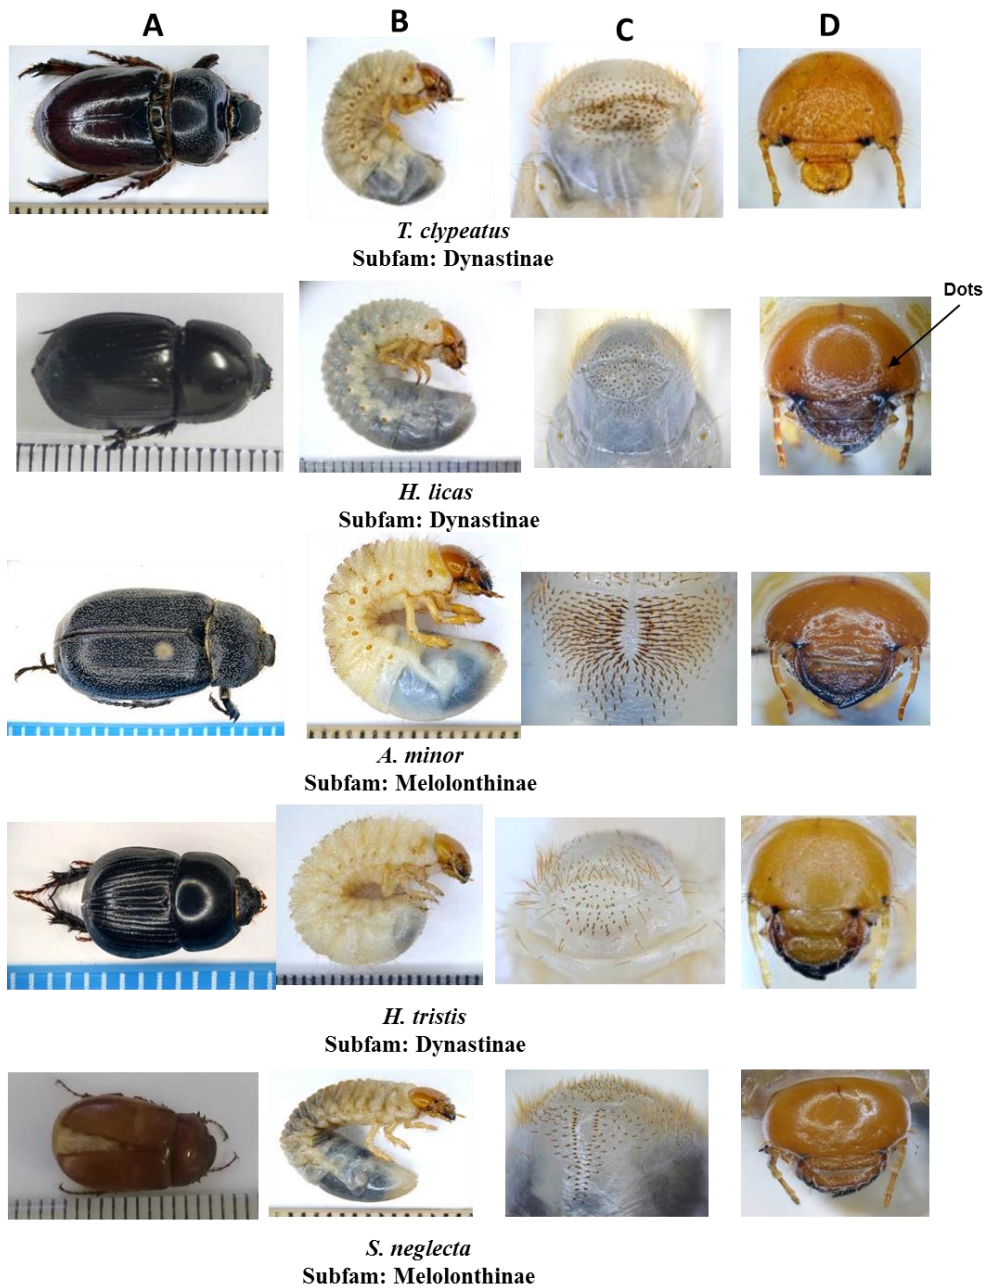 A B C D
T. clypeatus
Subfam: Dynastinae
Dots
H. licas
Subfam: Dynastinae
A. minor
Subfam: Melolonthinae
H. tristis
Subfam: Dynastinae
S. neglecta
Subfam: Melolonthinae